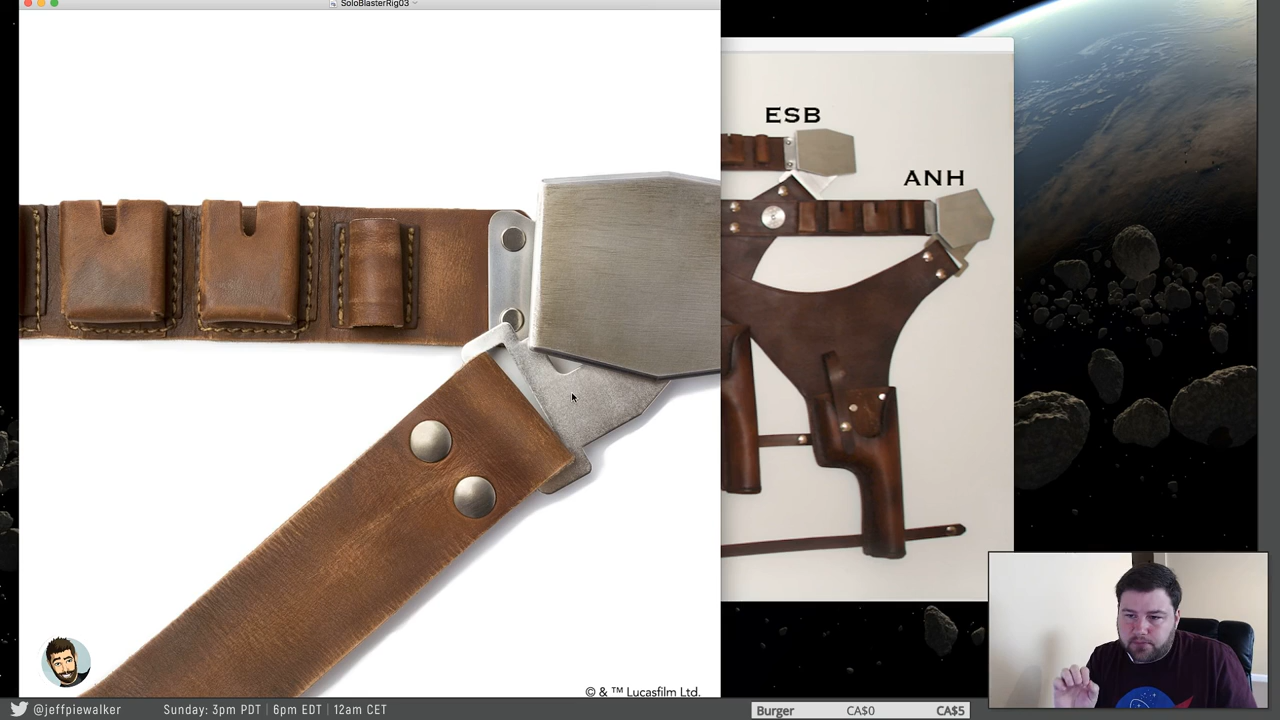 SoloBlasterRig03
ESB
ANH
© & ™ Lucasfilm Ltd.
@jeffpiewalker
Sunday: 3pm PDT | 6pm EDT | 12am CET
Burger CA$0 CA$5